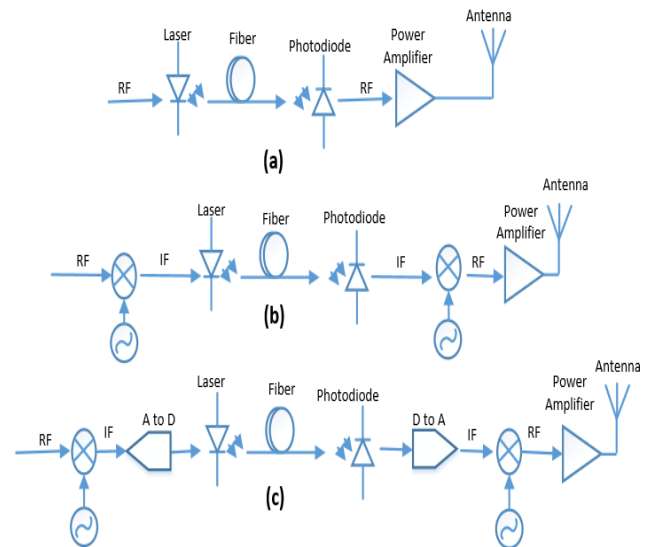 Antenna
Laser
Fiber
Photodiode
Power
Amplifier
RF
RF
(a)
Antenna
Laser
Fiber
Photodiode
Power
Amplifier
RF
IF
IF
RF
(b)
Antenna
Laser
Fiber
Photodiode
Power
Amplifier
A to D
D to A
RF
IF
IF
RF
(c)